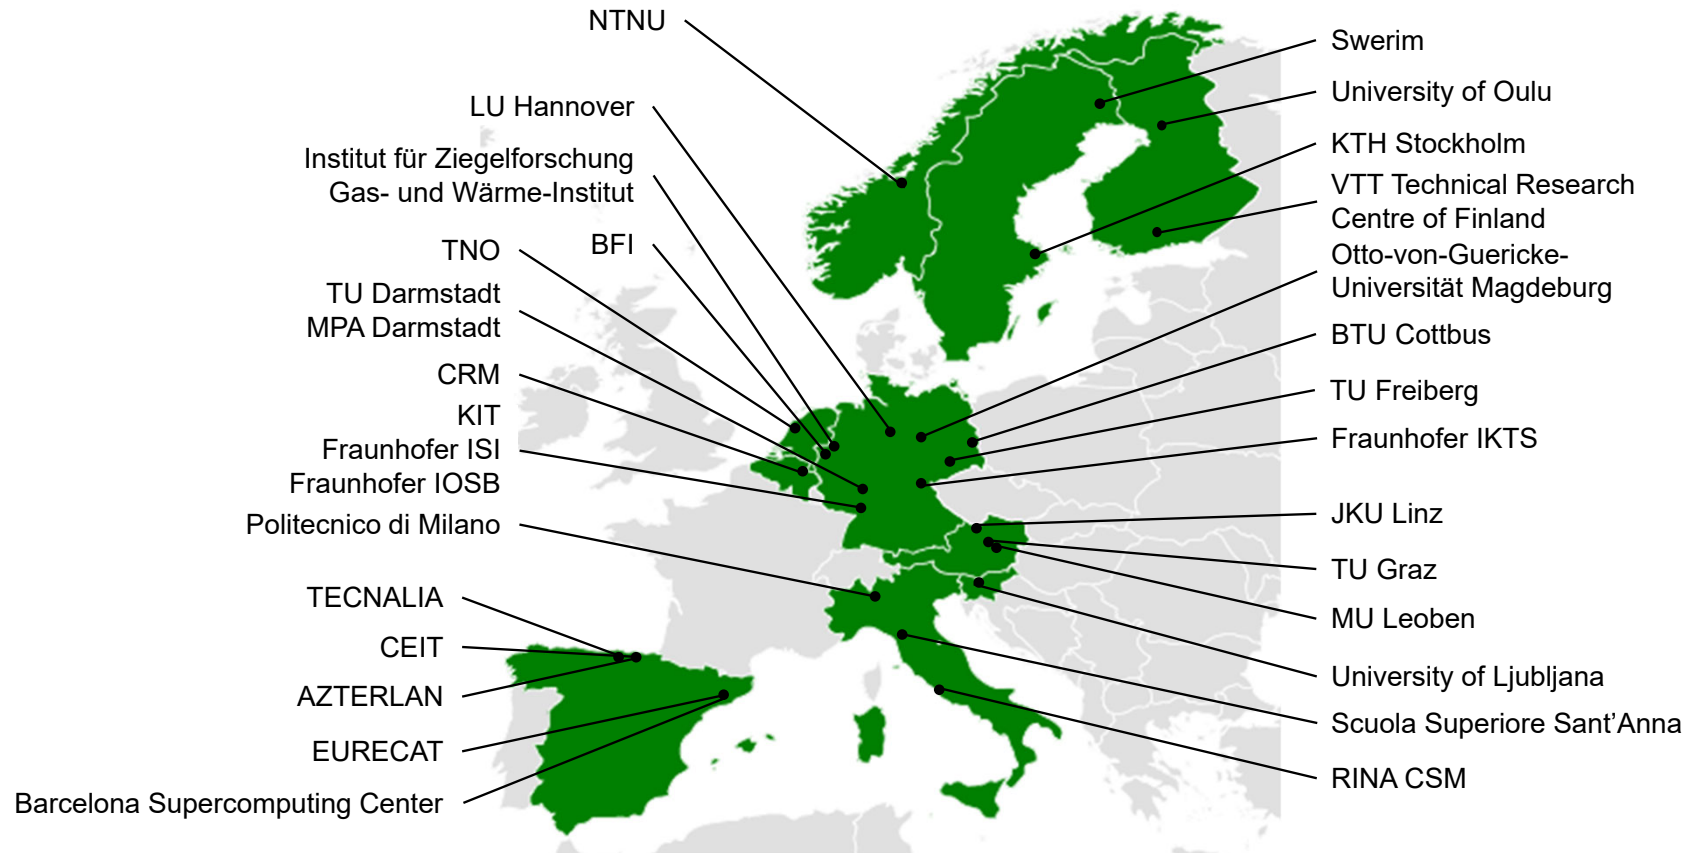 NTNU
LU Hannover
Institut für Ziegelforschung
Gas- und Wärme-Institut
BFI
TNO
TU Darmstadt
MPA Darmstadt
CRM
KIT
Fraunhofer ISI
Fraunhofer IOSB
Politecnico di Milano
TECNALIA
CEIT
AZTERLAN
EURECAT
Barcelona Supercomputing Center
Swerim
University of Oulu
KTH Stockholm
VTT Technical Research
Centre of Finland
Otto-von-Guericke-
Universität Magdeburg
BTU Cottbus
TU Freiberg
Fraunhofer IKTS
JKU Linz
TU Graz
MU Leoben
University of Ljubljana
Scuola Superiore Sant’Anna
RINA CSM